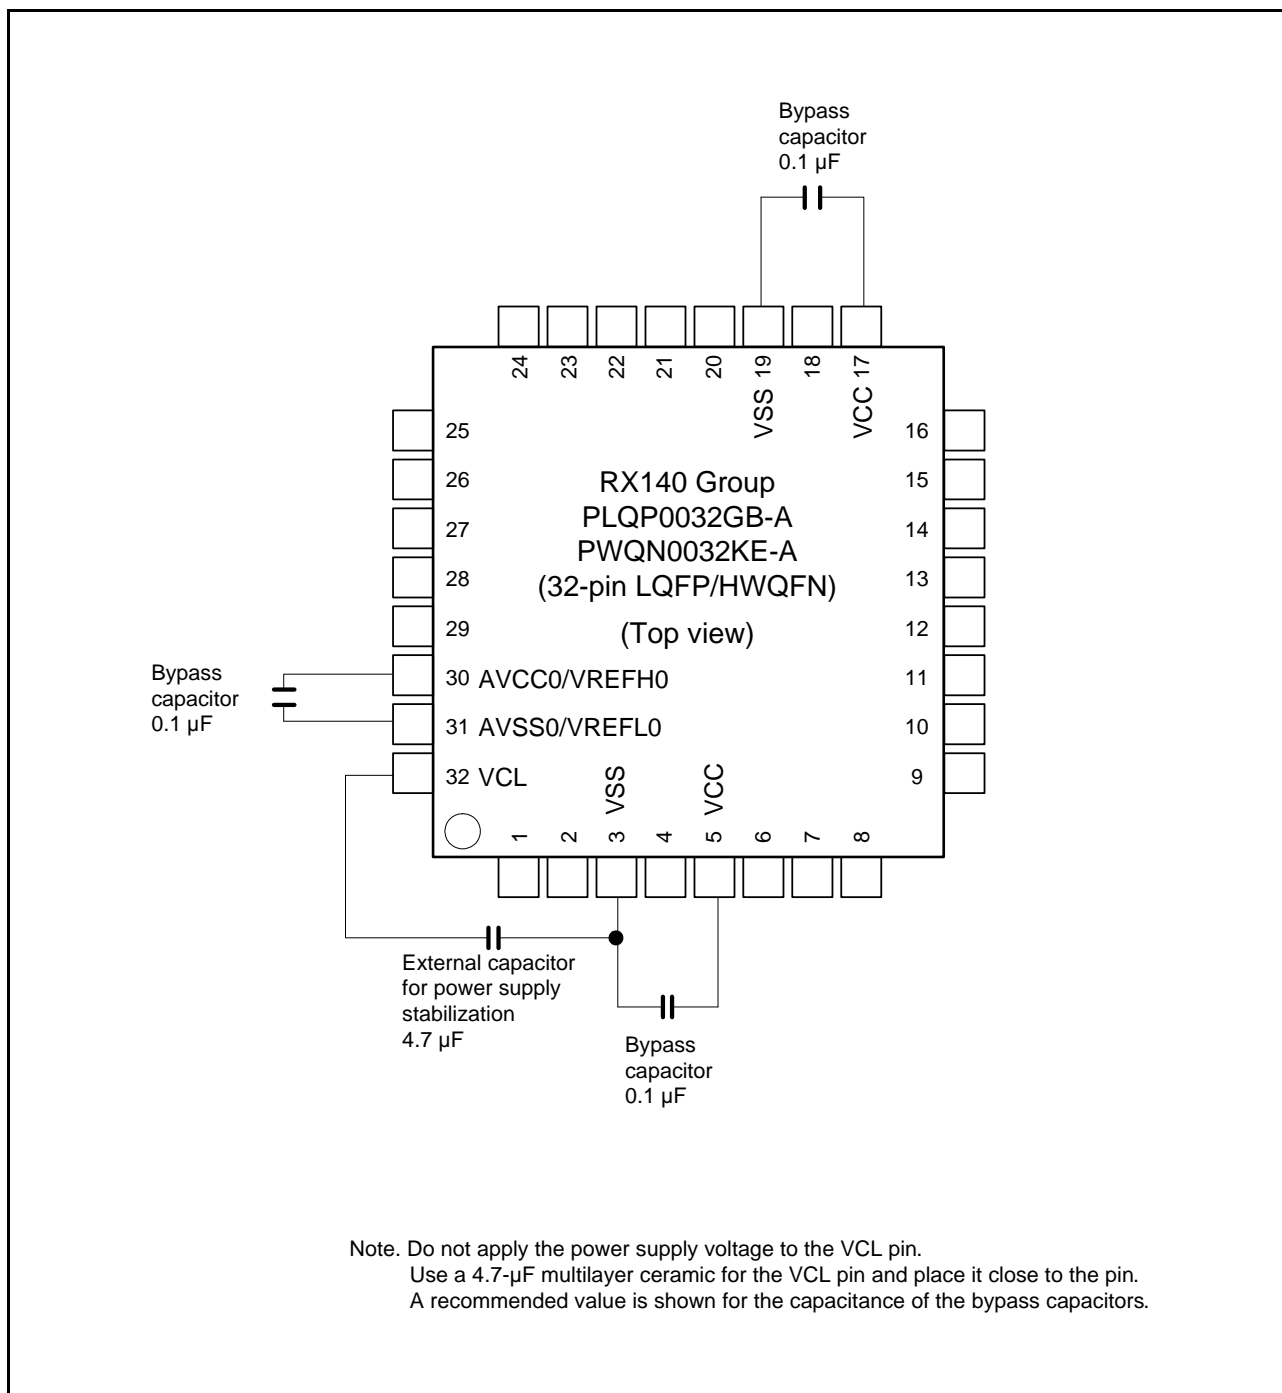 Bypass
capacitor
0.1 µF
24
23
22
21
20
VSS 19
18
VCC 17
25
26
27
28
29
30 AVCC0/VREFH0
31 AVSS0/VREFL0
32 VCL
16
15
14
13
12
11
10
9
RX140 Group
PLQP0032GB-A
PWQN0032KE-A
(32-pin LQFP/HWQFN)
(Top view)
Bypass
capacitor
0.1 µF
1
2
3 VSS
4
5 VCC
6
7
8
External capacitor
for power supply
stabilization
4.7 µF
Bypass
capacitor
0.1 µF
Note. Do not apply the power supply voltage to the VCL pin.
Use a 4.7-µF multilayer ceramic for the VCL pin and place it close to the pin.
A recommended value is shown for the capacitance of the bypass capacitors.